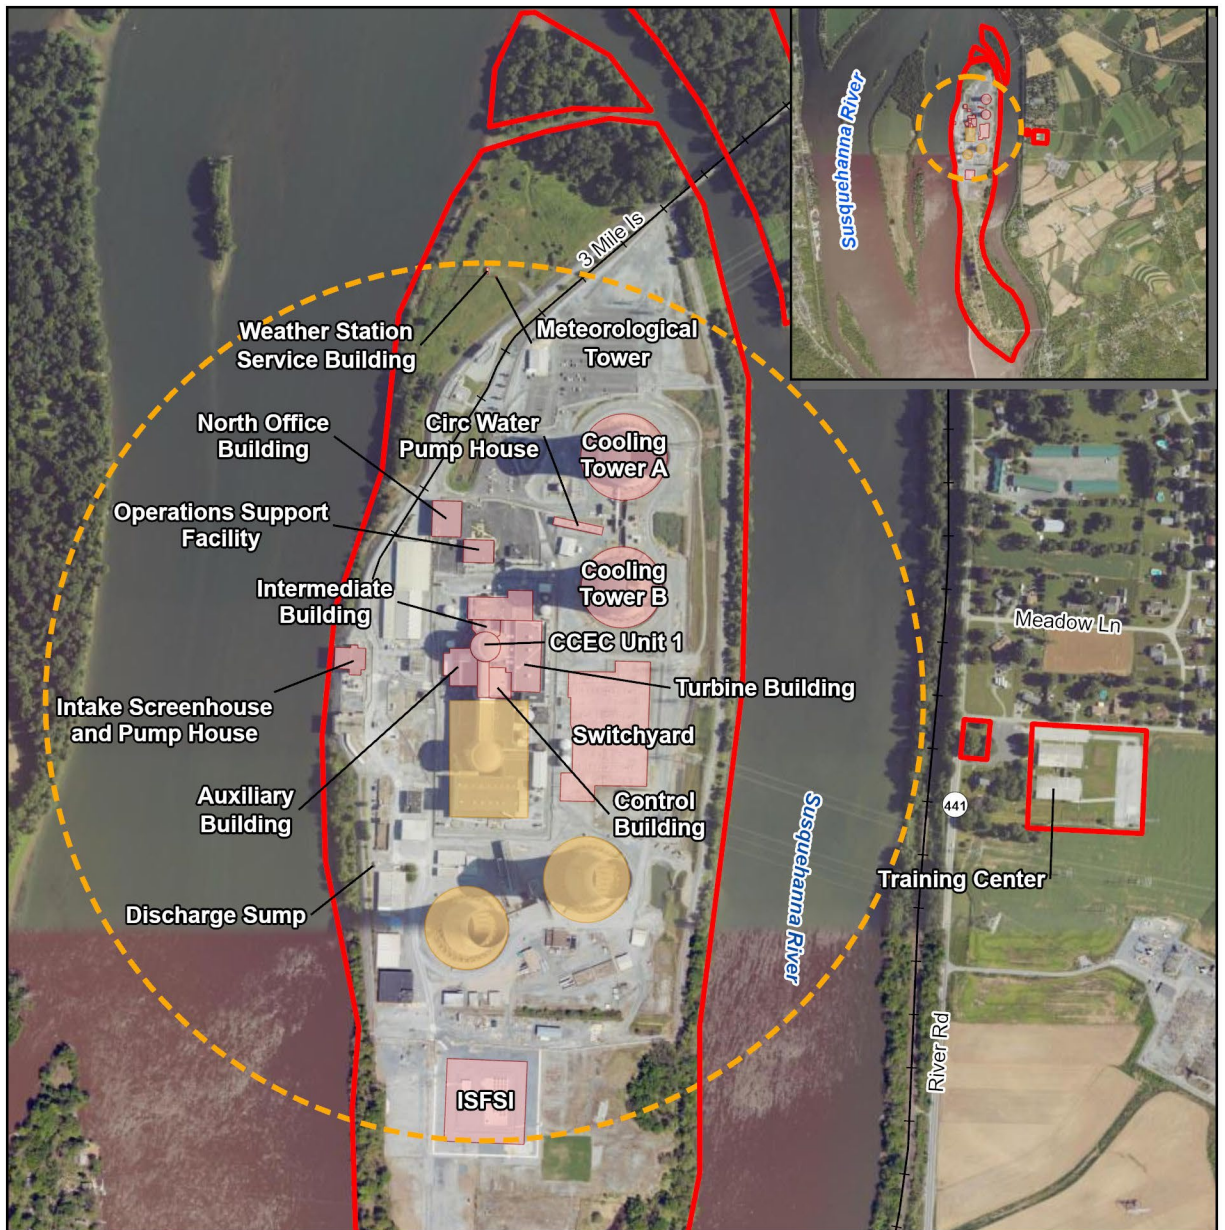 Susquehanna River
3 Mile Is
Weather Station
Service Building
Meteorological
Tower
North Office
Building
Circ Water
Pump House
Cooling
Tower A
Operations Support
Facility
Cooling
Tower B
Intermediate
Building
CCEC Unit 1
Meadow Ln
Turbine Building
Intake Screenhouse
and Pump House
Switchyard
Auxiliary
Building
Control
Building
441
Susquehanna River
Training Center
Discharge Sump
River Rd
ISFSI